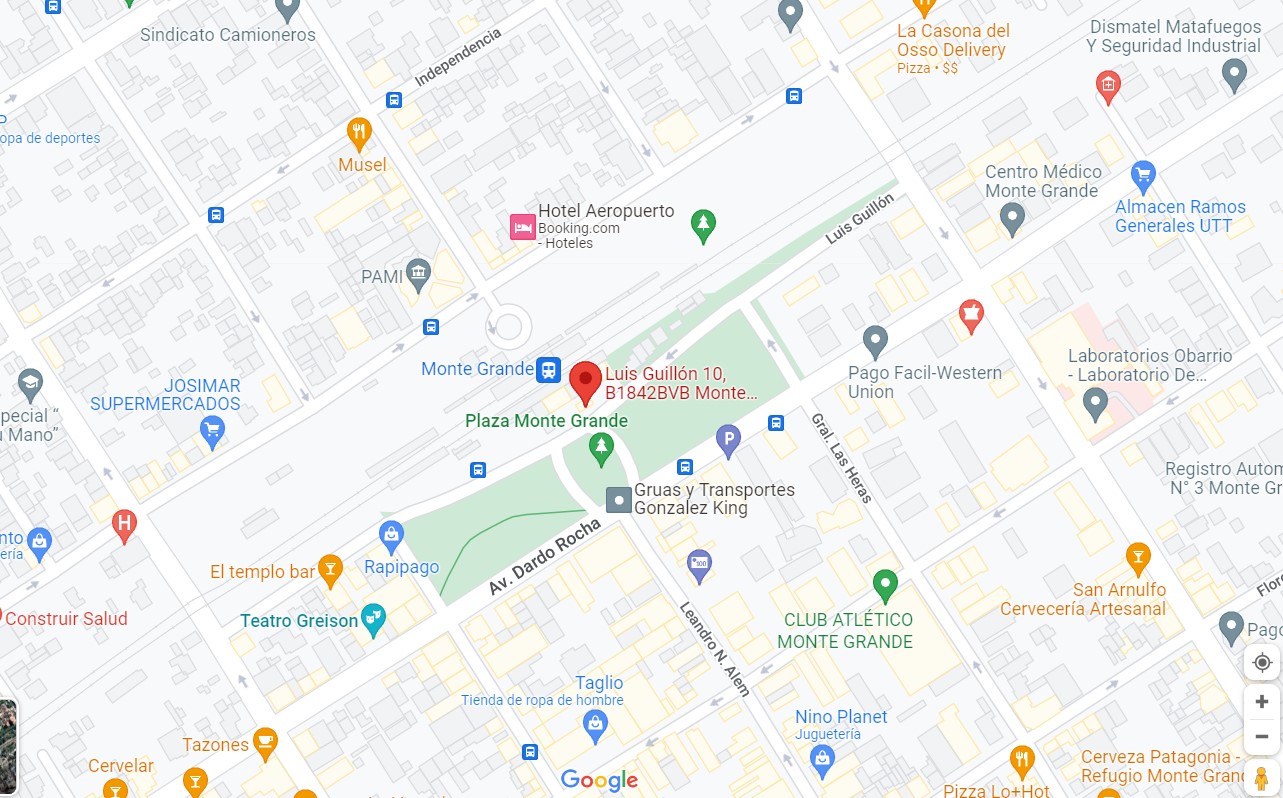 Sindicato Camioneros
Independencia
La Casona del
Osso Delivery
Pizza • $$
Dismatel Matafuegos
Y Seguridad Industrial
P
opa de deportes
Musel
Centro Médico
Monte Grande
Almacen Ramos
Generales UTT
Hotel Aeropuerto
Booking.com
- Hoteles
Luis Guillón
PAMI
Monte Grande
Luis Guillón 10,
B1842BVB Monte...
Plaza Monte Grande
Pago Facil-Western
Union
Laboratorios Obarrio
- Laboratorio De...
JOSIMAR
SUPERMERCADOS
pecial “
u Mano”
P
Gral. Las Heras
Registro Autom
N° 3 Monte Gr
Gruas y Transportes
Gonzalez King
H
nto
ería
Rapipago
Av. Dardo Rocha
El templo bar
Teatro Greison
Construir Salud
San Arnulfo
Cervecería Artesanal
Flore
CLUB ATLÉTICO
MONTE GRANDE
Leandro N. Alem
Pago
Taglio
Tienda de ropa de hombre
Nino Planet
Juguetería
Tazones
Cervelar
Google
Cerveza Patagonia -
Refugio Monte Grand
Pizza Lo+Hot